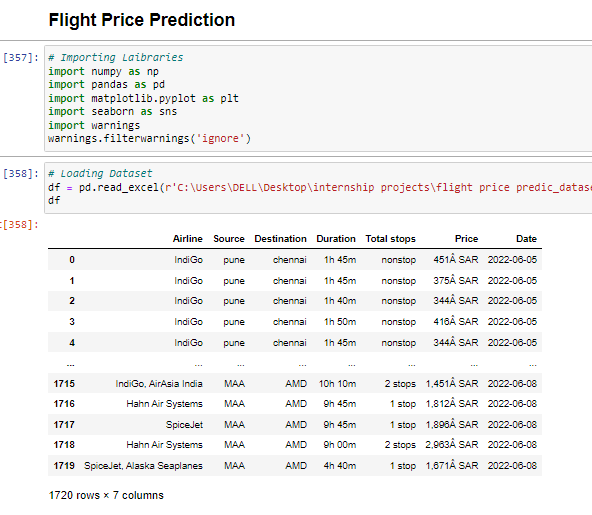 Flight Price Prediction
[357]: # Importing Laibraries
import numpy as np
import pandas as pd
import matplotlib.pyplot as plt
import seaborn as sns
import warnings
warnings.filterwarnings('ignore')
[358]: # Loading Dataset
df = pd.read_excel(r'C:\Users\DELL\Desktop\internship projects\flight price predic_datase
df
[358]:
Airline Source Destination Duration Total stops Price Date
0 IndiGo pune chennai 1h 45m nonstop 451Â SAR 2022-06-05
1 IndiGo pune chennai 1h 45m nonstop 375Â SAR 2022-06-05
2 IndiGo pune chennai 1h 40m nonstop 344Â SAR 2022-06-05
3 IndiGo pune chennai 1h 50m nonstop 416Â SAR 2022-06-05
4 IndiGo pune chennai 1h 45m nonstop 344Â SAR 2022-06-05
... ... ... ... ... ... ... ...
1715 IndiGo, AirAsia India MAA AMD 10h 10m 2 stops 1,451Â SAR 2022-06-08
1716 Hahn Air Systems MAA AMD 9h 45m 1 stop 1,812Â SAR 2022-06-08
1717 SpiceJet MAA AMD 9h 45m 1 stop 1,896Â SAR 2022-06-08
1718 Hahn Air Systems MAA AMD 9h 00m 2 stops 2,963Â SAR 2022-06-08
1719 SpiceJet, Alaska Seaplanes MAA AMD 4h 40m 1 stop 1,671Â SAR 2022-06-08
1720 rows × 7 columns